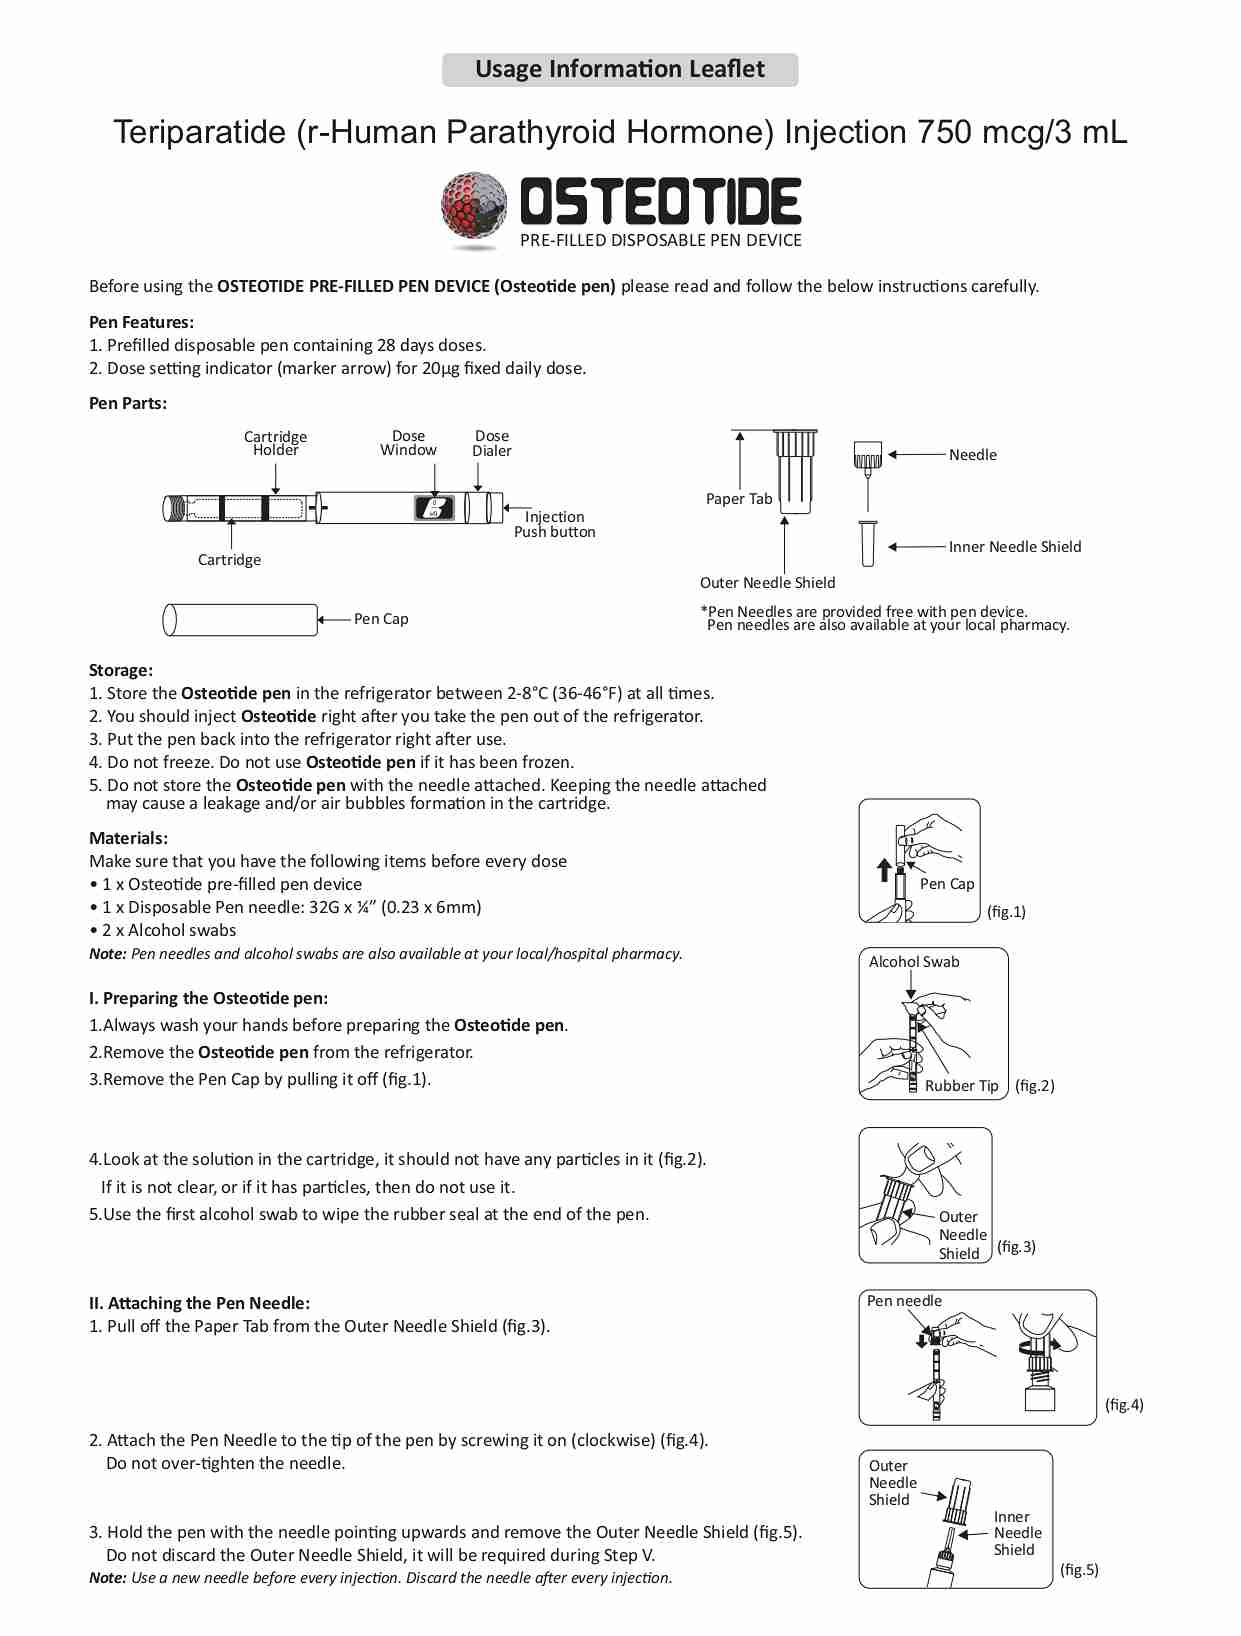 Usage Information Leaflet
Teriparatide (r-Human Parathyroid Hormone) Injection 750 mcg/3 mL
OSTEOTIDE
PRE-FILLED DISPOSABLE PEN DEVICE
Before using the OSTEOTIDE PRE-FILLED PEN DEVICE (Osteotide pen) please read and follow the below instructions carefully.
Pen Features:
1. Prefilled disposable pen containing 28 days doses.
2. Dose setting indicator (marker arrow) for 20µg fixed daily dose.
Pen Parts:
Cartridge
Holder
Dose
Window
Dose
Dialer
Injection
Push button
Cartridge
Pen Cap
Paper Tab
Needle
Inner Needle Shield
Outer Needle Shield
*Pen Needles are provided free with pen device.
Pen needles are also available at your local pharmacy.
Storage:
1. Store the Osteotide pen in the refrigerator between 2-8°C (36-46°F) at all times.
2. You should inject Osteotide right after you take the pen out of the refrigerator.
3. Put the pen back into the refrigerator right after use.
4. Do not freeze. Do not use Osteotide pen if it has been frozen.
5. Do not store the Osteotide pen with the needle attached. Keeping the needle attached
may cause a leakage and/or air bubbles formation in the cartridge.
Materials:
Make sure that you have the following items before every dose
• 1 x Osteotide pre-filled pen device
• 1 x Disposable Pen needle: 32G x ¼” (0.23 x 6mm)
• 2 x Alcohol swabs
Note: Pen needles and alcohol swabs are also available at your local/hospital pharmacy.
Pen Cap
(fig.1)
I. Preparing the Osteotide pen:
1.Always wash your hands before preparing the Osteotide pen.
2.Remove the Osteotide pen from the refrigerator.
3.Remove the Pen Cap by pulling it off (fig.1).
Alcohol Swab
Rubber Tip
(fig.2)
4.Look at the solution in the cartridge, it should not have any particles in it (fig.2).
If it is not clear, or if it has particles, then do not use it.
5.Use the first alcohol swab to wipe the rubber seal at the end of the pen.
Outer
Needle
Shield
(fig.3)
II. Attaching the Pen Needle:
1. Pull off the Paper Tab from the Outer Needle Shield (fig.3).
Pen needle
(fig.4)
2. Attach the Pen Needle to the tip of the pen by screwing it on (clockwise) (fig.4).
Do not over-tighten the needle.
Outer
Needle
Shield
Inner
Needle
Shield
(fig.5)
3. Hold the pen with the needle pointing upwards and remove the Outer Needle Shield (fig.5).
Do not discard the Outer Needle Shield, it will be required during Step V.
Note: Use a new needle before every injection. Discard the needle after every injection.